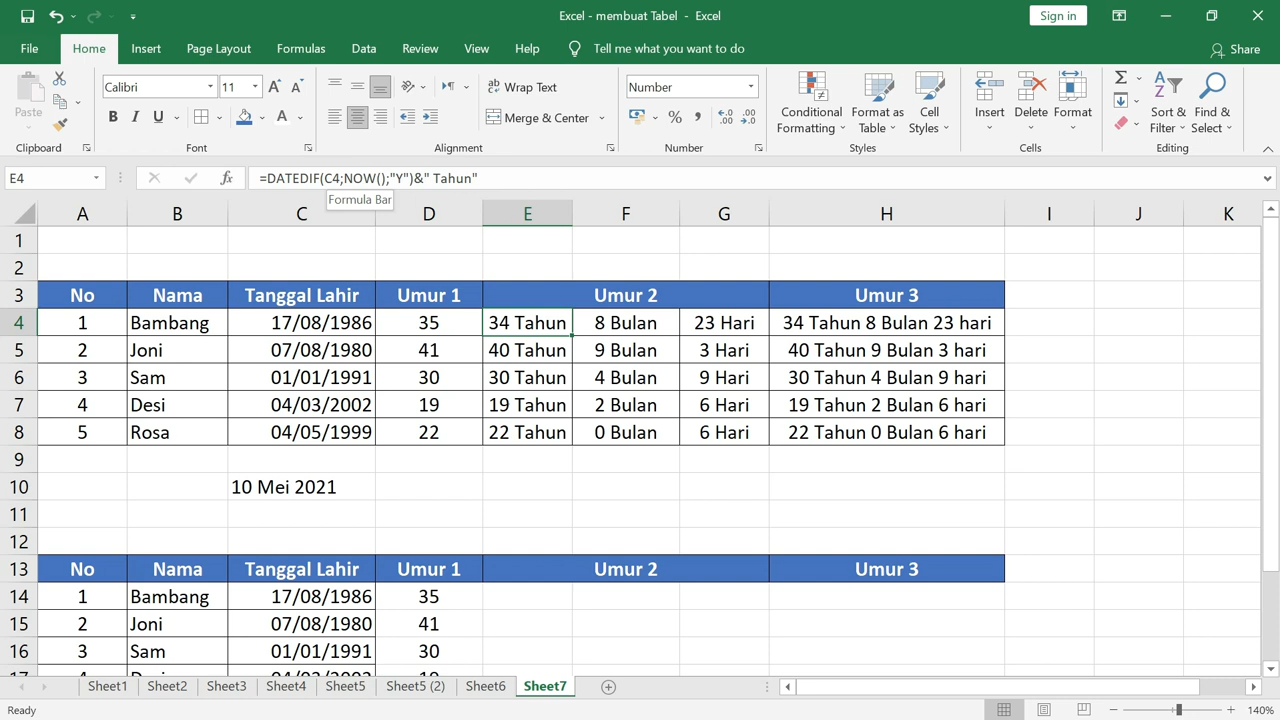 Excel - membuat Tabel - Excel
Sign in
File Home Insert Page Layout Formulas Data Review View Help Tell me what you want to do Share
Paste Calibri 11 Wrap Text Number
B I U Merge & Center % Conditional Formatting Format as Table Cell Styles Insert Delete Format Sort & Filter Find & Select
Clipboard Font Alignment Number Styles Cells Editing
E4 fx =DATEDIF(C4;NOW();"Y")&" Tahun"
Formula Bar
A B C D E F G H I J K
1
2
3 No Nama Tanggal Lahir Umur 1 Umur 2 Umur 3
4 1 Bambang 17/08/1986 35 34 Tahun 8 Bulan 23 Hari 34 Tahun 8 Bulan 23 hari
5 2 Joni 07/08/1980 41 40 Tahun 9 Bulan 3 Hari 40 Tahun 9 Bulan 3 hari
6 3 Sam 01/01/1991 30 30 Tahun 4 Bulan 9 Hari 30 Tahun 4 Bulan 9 hari
7 4 Desi 04/03/2002 19 19 Tahun 2 Bulan 6 Hari 19 Tahun 2 Bulan 6 hari
8 5 Rosa 04/05/1999 22 22 Tahun 0 Bulan 6 Hari 22 Tahun 0 Bulan 6 hari
9
10 10 Mei 2021
11
12
13 No Nama Tanggal Lahir Umur 1 Umur 2 Umur 3
14 1 Bambang 17/08/1986 35
15 2 Joni 07/08/1980 41
16 3 Sam 01/01/1991 30
Sheet1 Sheet2 Sheet3 Sheet4 Sheet5 Sheet5 (2) Sheet6 Sheet7
Ready 140%